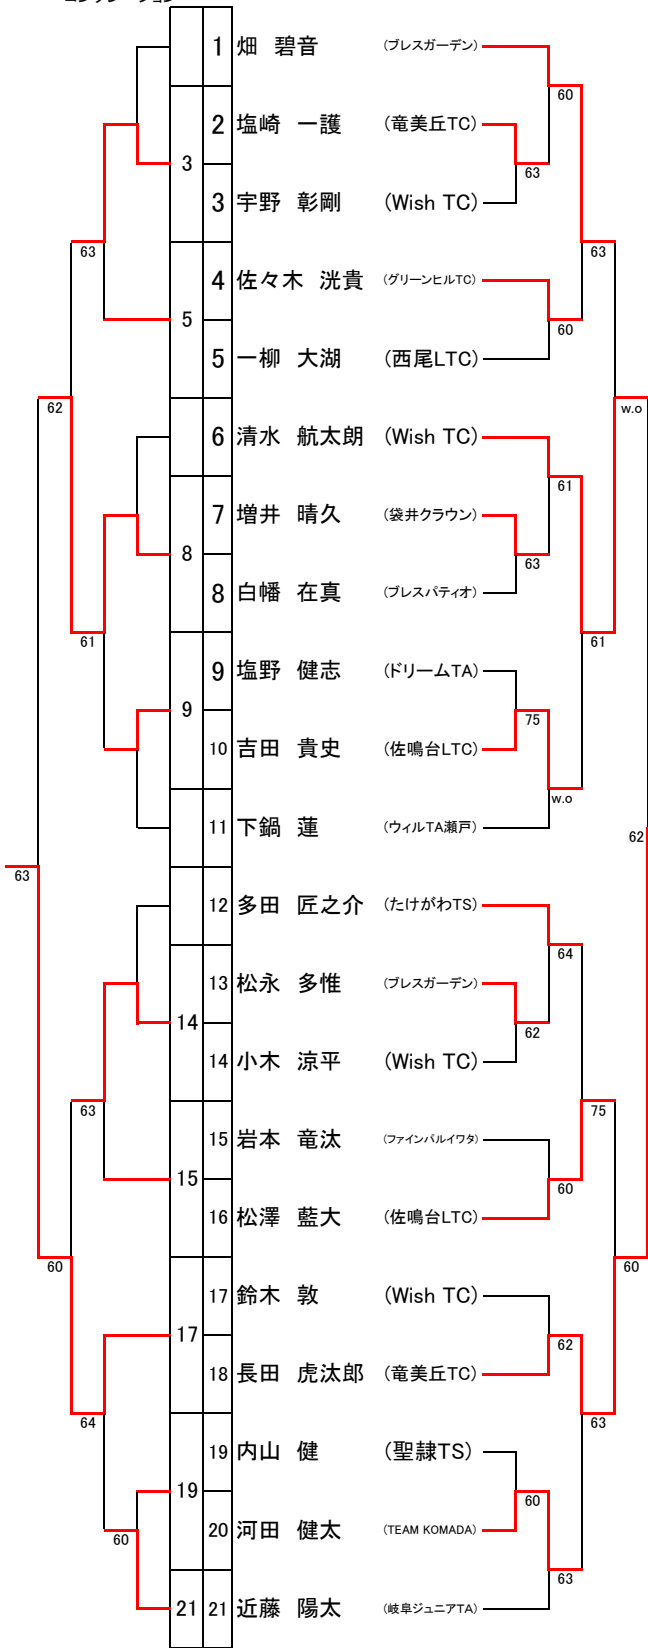 1 畑 碧音 (ブレスガーデン)
60
2 塩崎 一護 (竜美丘TC)
3
63
3 宇野 彰剛 (Wish TC)
63
63
4 佐々木 洸貴 (グリーンヒルTC)
5
60
5 一柳 大湖 (西尾LTC)
62
w.o
6 清水 航太朗 (Wish TC)
61
7 増井 晴久 (袋井クラウン)
8
63
8 白幡 在真 (ブレスパティオ)
61
61
9 塩野 健志 (ドリームTA)
9
75
10 吉田 貴史 (佐鳴台LTC)
w.o
11 下鍋 蓮 (ウィルTA瀬戸)
62
63
12 多田 匠之介 (たけがわTS)
64
13 松永 多惟 (ブレスガーデン)
14
62
14 小木 涼平 (Wish TC)
63
75
15 岩本 竜汰 (ファインバルイワタ)
15
60
16 松澤 藍大 (佐鳴台LTC)
60
60
17 鈴木 敦 (Wish TC)
17
62
18 長田 虎汰郎 (竜美丘TC)
64
63
19 内山 健 (聖隷TS)
19
60
20 河田 健太 (TEAM KOMADA)
60
63
21 21 近藤 陽太 (岐阜ジュニアTA)